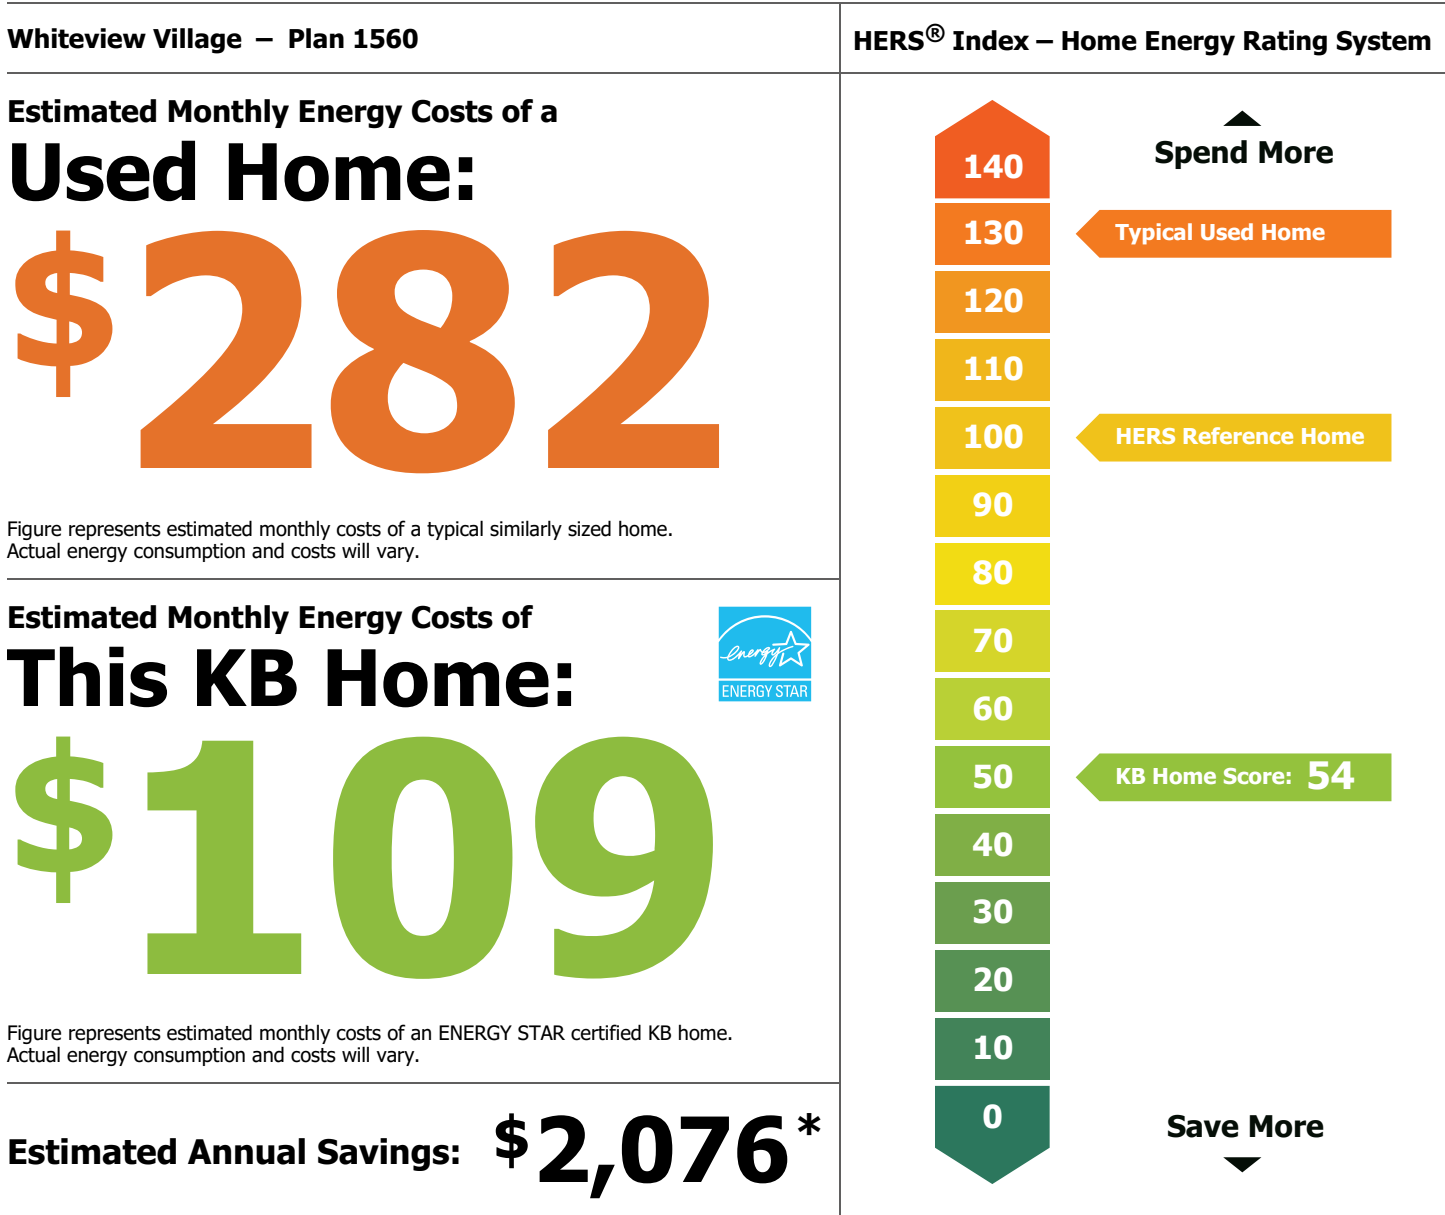 Whiteview Village – Plan 1560
Estimated Monthly Energy Costs of a
Used Home:
$282
Figure represents estimated monthly costs of a typical similarly sized home.
Actual energy consumption and costs will vary.
Estimated Monthly Energy Costs of
This KB Home:
energy
ENERGY STAR
$109
Figure represents estimated monthly costs of an ENERGY STAR certified KB home.
Actual energy consumption and costs will vary.
Estimated Annual Savings: $2,076*
HERS® Index – Home Energy Rating System
Spend More
140
130 Typical Used Home
120
110
100 HERS Reference Home
90
80
70
60
50 KB Home Score: 54
40
30
20
10
0
Save More